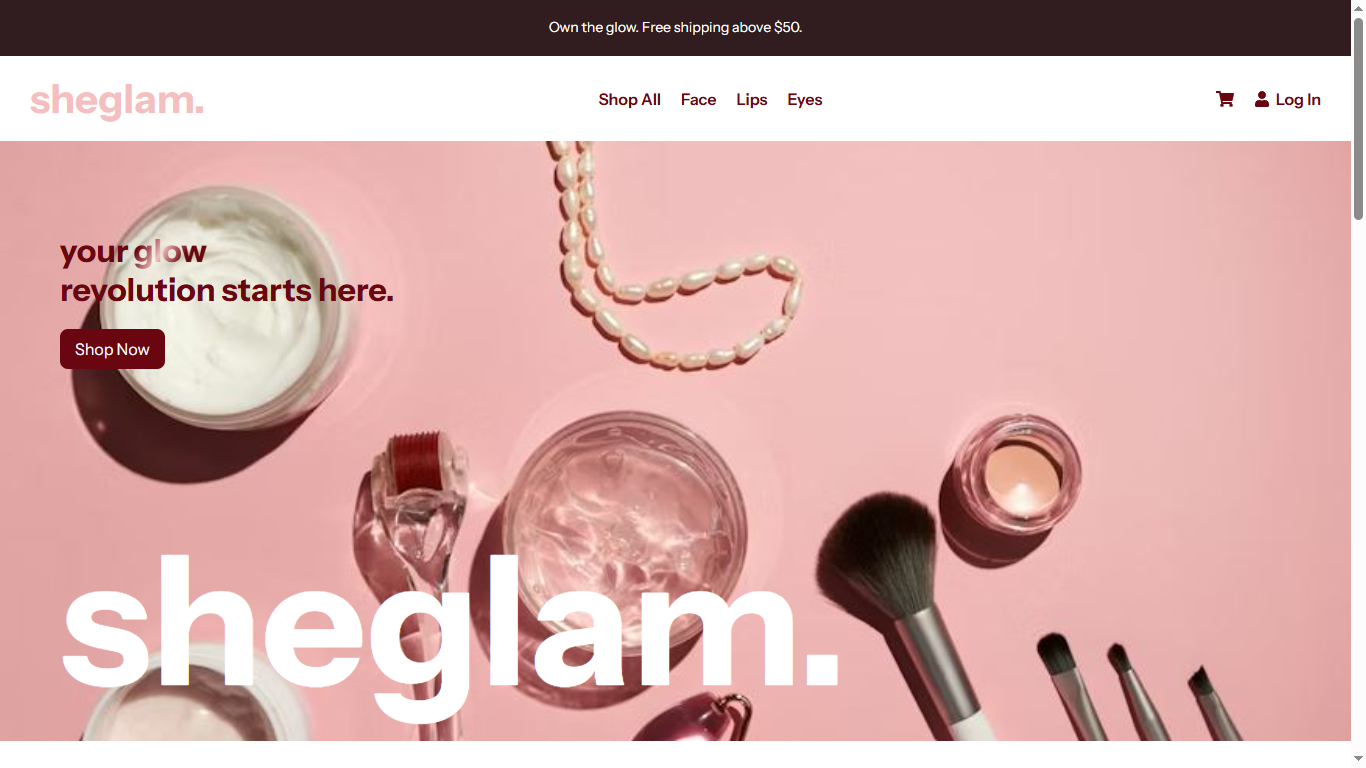 Own the glow. Free shipping above $50.
sheglam.
Shop All Face Lips Eyes
Log In
your glow
revolution starts here.
Shop Now
sheglam.